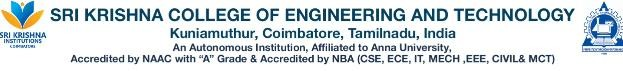 SRI KRISHNA
INSTITUTIONS
COIMBATORE
SRI KRISHNA COLLEGE OF ENGINEERING AND TECHNOLOGY
Kuniamuthur, Coimbatore, Tamilnadu, India
An Autonomous Institution, Affiliated to Anna University,
Accredited by NAAC with “A” Grade & Accredited by NBA (CSE, ECE, IT, MECH ,EEE, CIVIL& MCT)